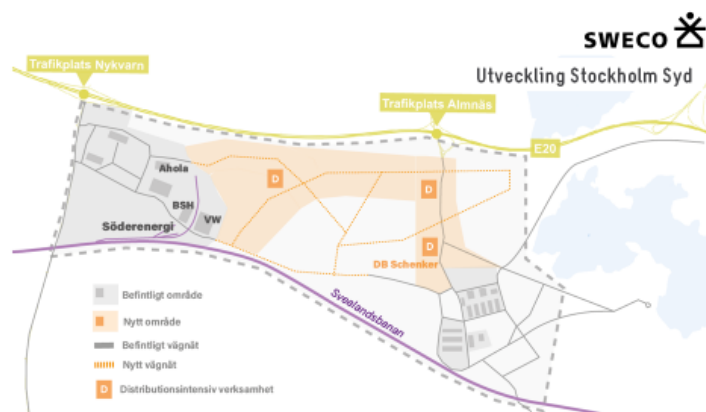 SWECO
Utveckling Stockholm Syd
Trafikplats Nykvarn
Trafikplats Almnäs
E20
Ahola
D
D
BSH
VW
Söderenergi
D
DB Schenker
Svealandsbanan
Befintligt område
Nytt område
Befintligt vägnät
Nytt vägnät
D Distributionsintensiv verksamhet